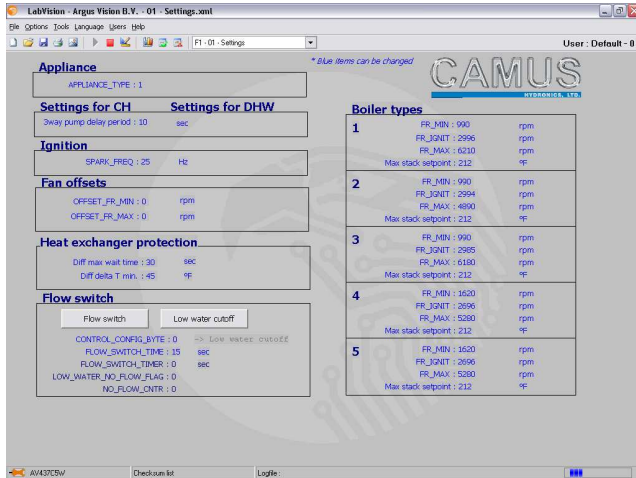 LabVision - Argus Vision B.V. - 01 - Settings.xml
File Options Tools Language Users Help
F1 - 01 - Settings
User : Default - 0
* Blue items can be changed
CAMUS
HYDRONICS, LTD.
Appliance
APPLIANCE_TYPE : 1
Settings for CH Settings for DHW
3way pump delay period : 10 sec
Ignition
SPARK_FREQ : 25 Hz
Fan offsets
OFFSET_FR_MIN : 0 rpm
OFFSET_FR_MAX : 0 rpm
Heat exchanger protection
Diff max wait time : 30 sec
Diff delta T min. : 45 ºF
Flow switch
Flow switch Low water cutoff
CONTROL_CONFIG_BYTE : 0 -> Low water cutoff
FLOW_SWITCH_TIME : 15 sec
FLOW_SWITCH_TIMER : 0 sec
LOW_WATER_NO_FLOW_FLAG : 0
NO_FLOW_CNTR : 0
Boiler types
1 FR_MIN : 990 rpm
FR_IGNIT : 2996 rpm
FR_MAX : 6210 rpm
Max stack setpoint : 212 ºF
2 FR_MIN : 990 rpm
FR_IGNIT : 2994 rpm
FR_MAX : 4890 rpm
Max stack setpoint : 212 ºF
3 FR_MIN : 990 rpm
FR_IGNIT : 2985 rpm
FR_MAX : 6180 rpm
Max stack setpoint : 212 ºF
4 FR_MIN : 1620 rpm
FR_IGNIT : 2696 rpm
FR_MAX : 5280 rpm
Max stack setpoint : 212 ºF
5 FR_MIN : 1620 rpm
FR_IGNIT : 2696 rpm
FR_MAX : 5280 rpm
Max stack setpoint : 212 ºF
AV437C5W Checksum list Logfile :